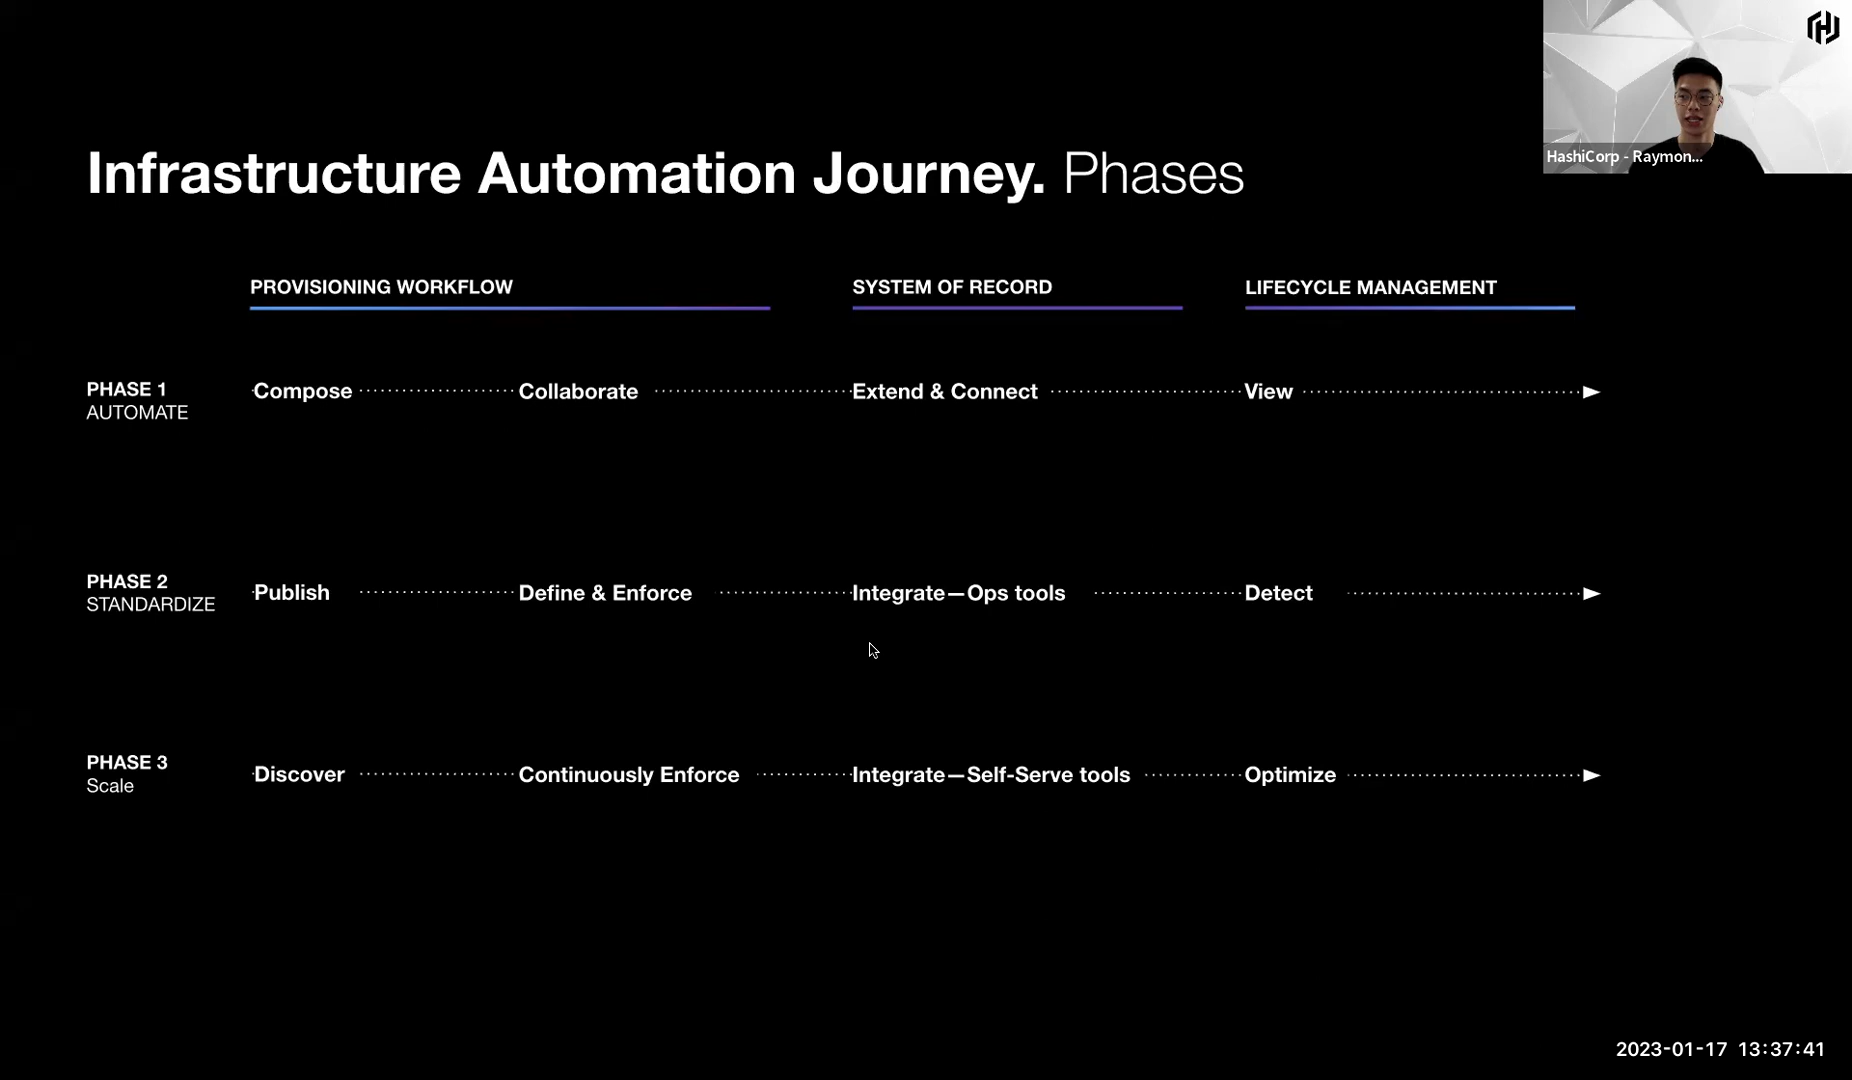 HashiCorp - Raymon...
Infrastructure Automation Journey. Phases
PROVISIONING WORKFLOW SYSTEM OF RECORD LIFECYCLE MANAGEMENT
PHASE 1
AUTOMATE
Compose Collaborate Extend & Connect View
PHASE 2
STANDARDIZE
Publish Define & Enforce Integrate—Ops tools Detect
PHASE 3
Scale
Discover Continuously Enforce Integrate—Self-Serve tools Optimize
2023-01-17 13:37:41